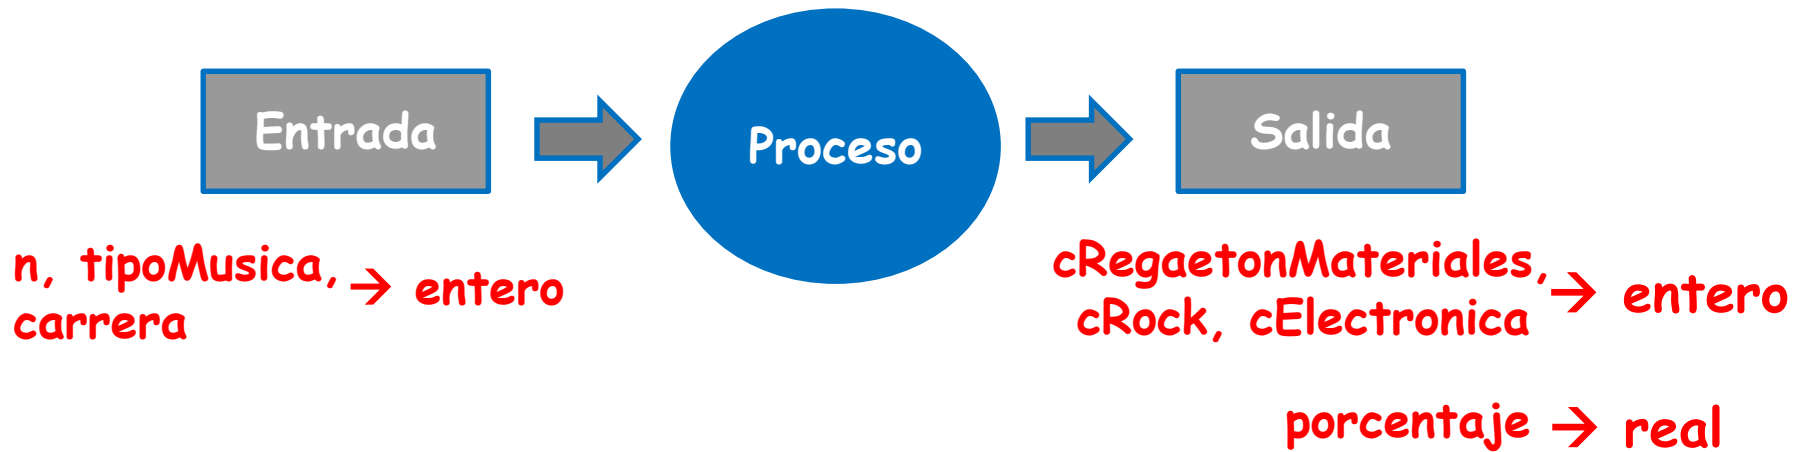 Entrada
Proceso
Salida
n, tipoMusica,
carrera
→ entero
cRegaetonMateriales,
cRock, cElectronica
→ entero
porcentaje → real